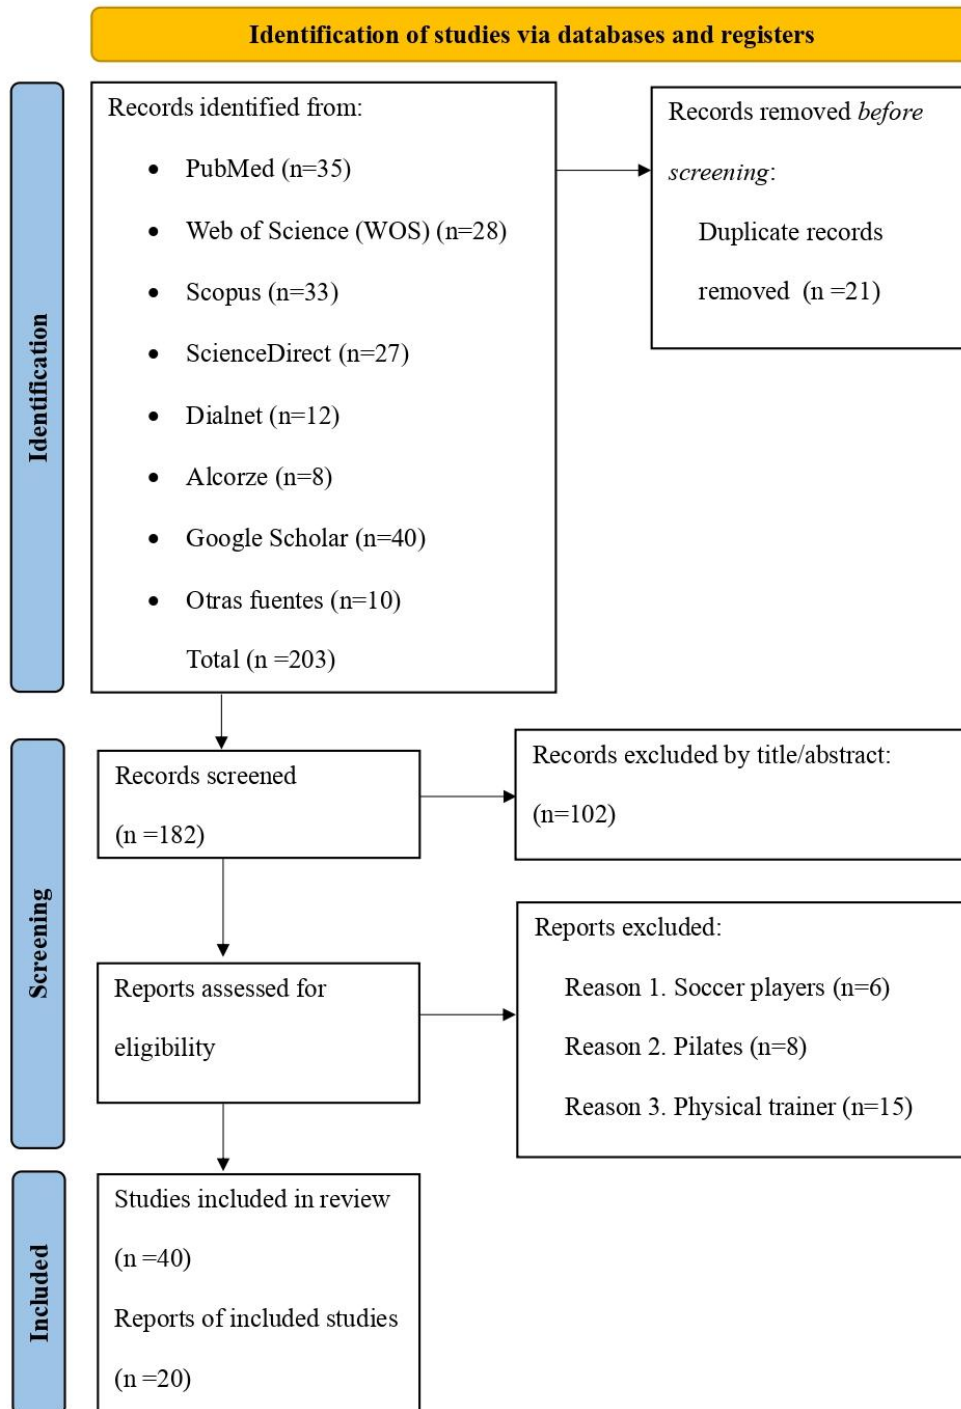 Identification of studies via databases and registers
Identification
Records identified from:
• PubMed (n=35)
• Web of Science (WOS) (n=28)
• Scopus (n=33)
• ScienceDirect (n=27)
• Dialnet (n=12)
• Alcorze (n=8)
• Google Scholar (n=40)
• Otras fuentes (n=10)
Total (n =203)
Records removed before
screening:
Duplicate records
removed (n =21)
Screening
Records screened
(n =182)
Records excluded by title/abstract:
(n=102)
Reports assessed for
eligibility
Reports excluded:
Reason 1. Soccer players (n=6)
Reason 2. Pilates (n=8)
Reason 3. Physical trainer (n=15)
Included
Studies included in review
(n =40)
Reports of included studies
(n =20)